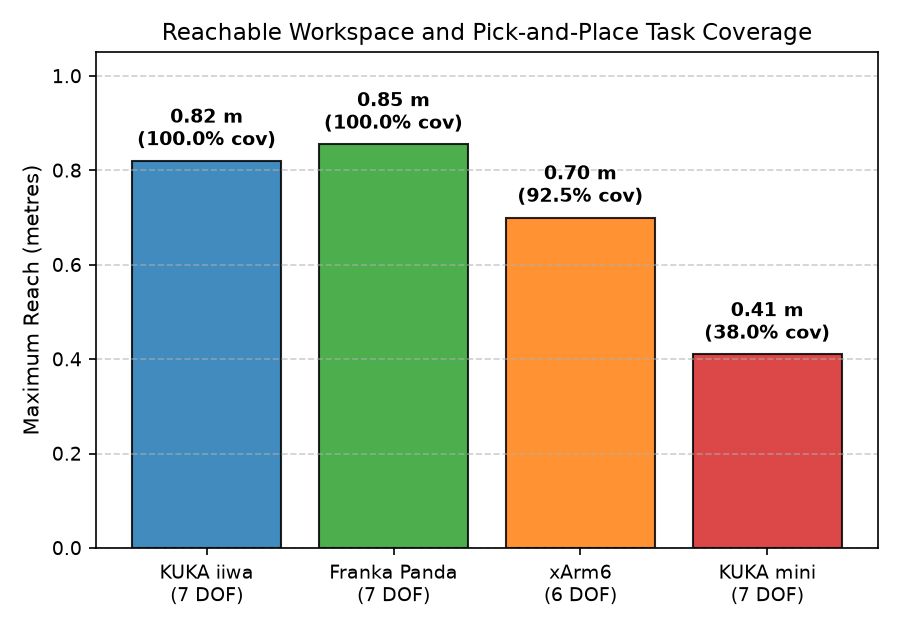 Reachable Workspace and Pick-and-Place Task Coverage
Maximum Reach (metres)
1.0
0.8
0.6
0.4
0.2
0.0
0.82 m
(100.0% cov)
0.85 m
(100.0% cov)
0.70 m
(92.5% cov)
0.41 m
(38.0% cov)
KUKA iiwa
(7 DOF)
Franka Panda
(7 DOF)
xArm6
(6 DOF)
KUKA mini
(7 DOF)